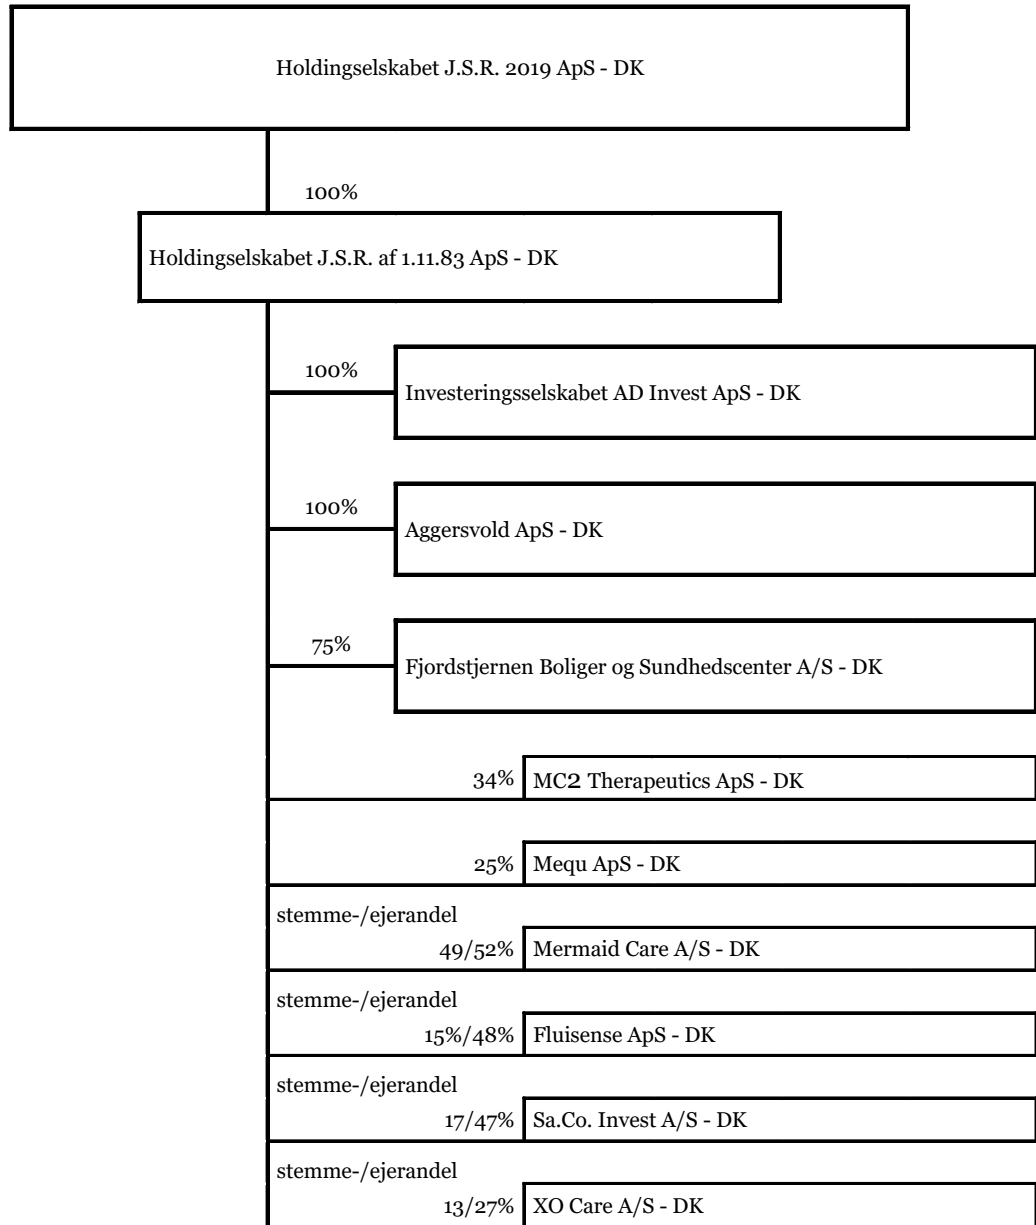 Holdingselskabet J.S.R. 2019 ApS - DK
100%
Holdingselskabet J.S.R. af 1.11.83 ApS - DK
100%
Investeringsselskabet AD Invest ApS - DK
100%
Aggersvold ApS - DK
75%
Fjordstjernen Boliger og Sundhedscenter A/S - DK
34% MC2 Therapeutics ApS - DK
25% Mequ ApS - DK
stemme-/ejerandel
49/52% Mermaid Care A/S - DK
stemme-/ejerandel
15%/48% Fluisense ApS - DK
stemme-/ejerandel
17/47% Sa.Co. Invest A/S - DK
stemme-/ejerandel
13/27% XO Care A/S - DK